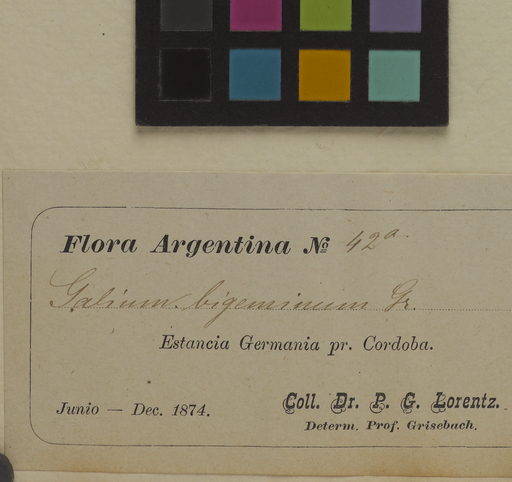 Flora Argentina № 42a
Galium bigeminum Gr.
Estancia Germania pr. Cordoba.
Junio — Dec. 1874.
Coll. Dr. P. G. Lorentz.
Determ. Prof. Grisebach.